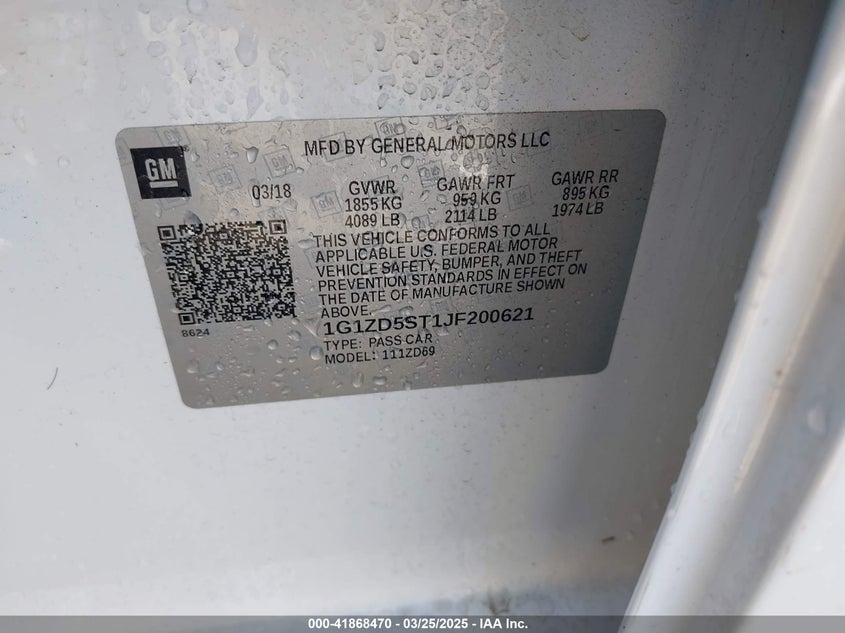 MFD BY GENERAL MOTORS LLC
GM
03/18
GVWR
1855 KG
4089 LB
GAWR FRT
959 KG
2114 LB
GAWR RR
895 KG
1974 LB
THIS VEHICLE CONFORMS TO ALL
APPLICABLE U.S. FEDERAL MOTOR
VEHICLE SAFETY, BUMPER, AND THEFT
PREVENTION STANDARDS IN EFFECT ON
THE DATE OF MANUFACTURE SHOWN
ABOVE.
8624
1G1ZD5ST1JF200621
TYPE: PASS CAR
MODEL: 111ZD69
000-41868470 - 03/25/2025 - IAA Inc.